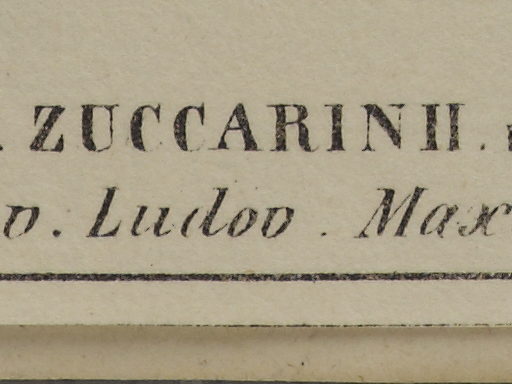 . ZUCCARINII.
v. Ludov. Max